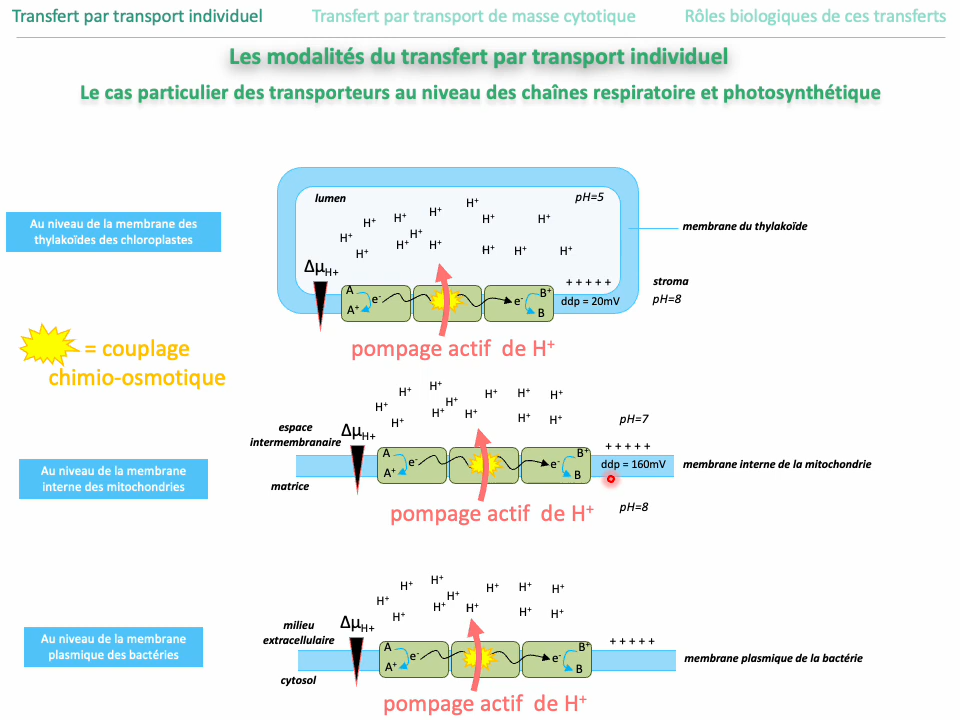 Transfert par transport individuel
Transfert par transport de masse cytotique
Rôles biologiques de ces transferts
Les modalités du transfert par transport individuel
Le cas particulier des transporteurs au niveau des chaînes respiratoire et photosynthétique
Au niveau de la membrane des
thylakoïdes des chloroplastes
lumen
pH=5
H⁺ H⁺ H⁺ H⁺ H⁺ H⁺ H⁺ H⁺ H⁺ H⁺ H⁺ H⁺ H⁺ H⁺
membrane du thylakoïde
ΔμH+
+ + + + +
stroma
A e⁻ e⁻ B⁺ ddp = 20mV pH=8
A⁺ B
pompage actif de H⁺
= couplage
chimio-osmotique
H⁺ H⁺ H⁺ H⁺ H⁺ H⁺ H⁺ H⁺ H⁺ H⁺ H⁺ H⁺
pH=7
espace
intermembranaire
ΔμH+
+ + + + +
Au niveau de la membrane
interne des mitochondries
A e⁻ e⁻ B⁺ ddp = 160mV
membrane interne de la mitochondrie
A⁺ B
matrice
pH=8
pompage actif de H⁺
H⁺ H⁺ H⁺ H⁺ H⁺ H⁺ H⁺ H⁺ H⁺ H⁺ H⁺ H⁺
milieu
extracellulaire
ΔμH+
+ + + + +
Au niveau de la membrane
plasmique des bactéries
A e⁻ e⁻ B⁺
membrane plasmique de la bactérie
A⁺ B
cytosol
pompage actif de H⁺